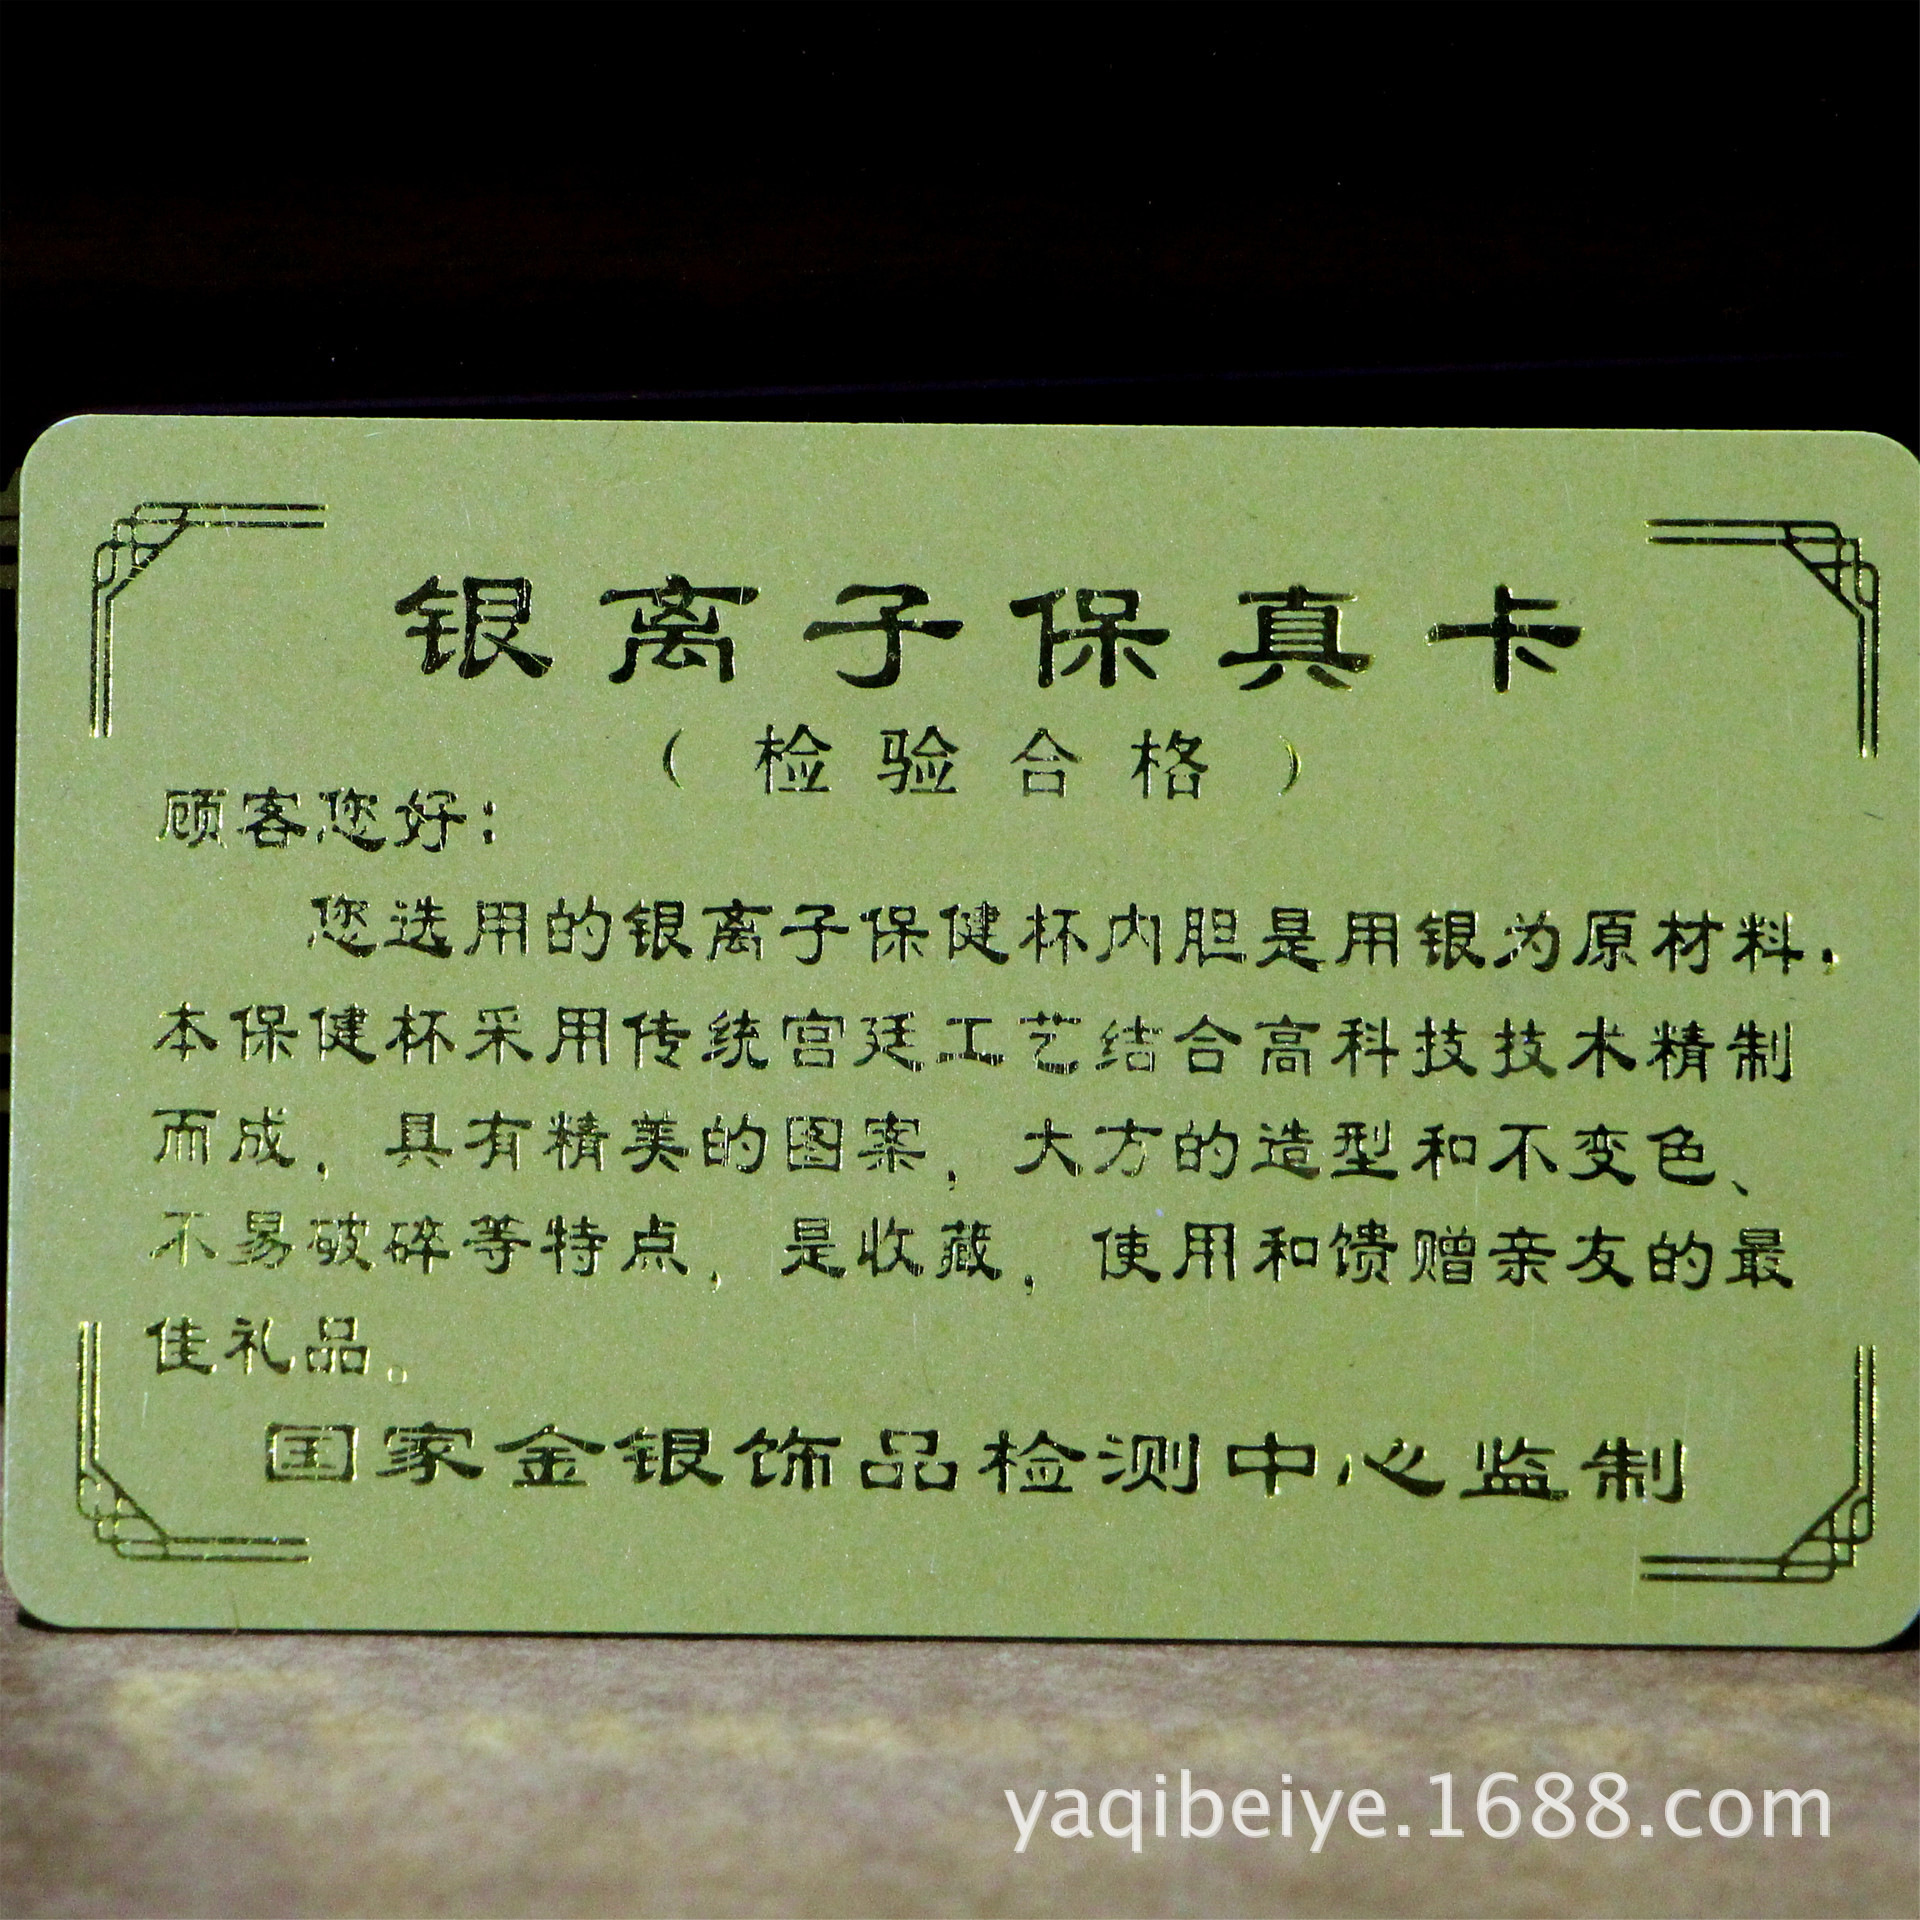 银离子保真卡
（检验合格）
顾客您好：
您选用的银离子保健杯内胆是用银为原材料，
本保健杯采用传统宫廷工艺结合高科技技术精制
而成，具有精美的图案，大方的造型和不变色、
不易破碎等特点，是收藏，使用和馈赠亲友的最
佳礼品。
国家金银饰品检测中心监制
yaqibeiye.1688.com